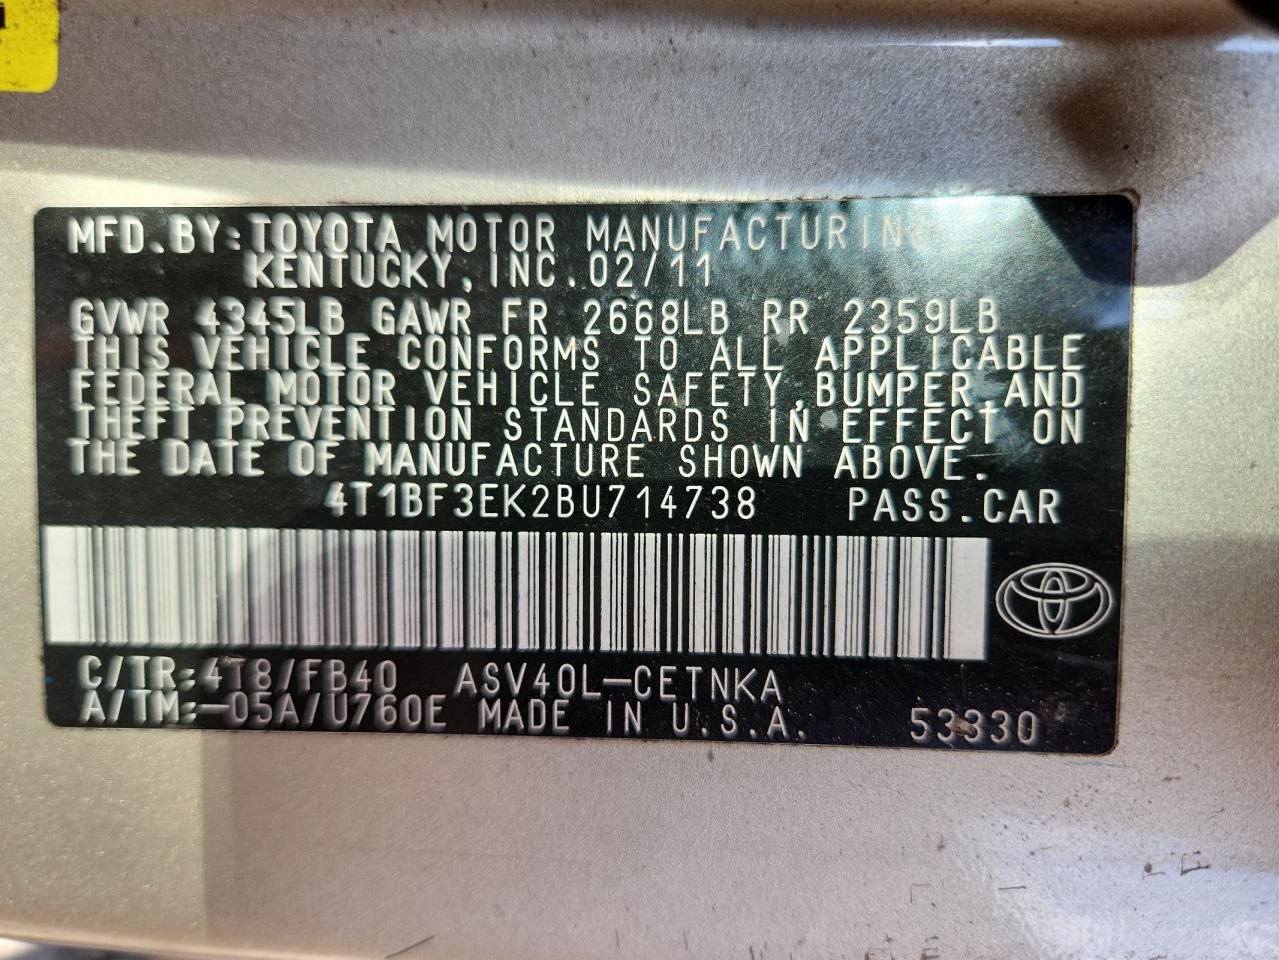 MFD.BY:TOYOTA MOTOR MANUFACTURING,
KENTUCKY, INC. 02/11
GVWR 4345LB GAWR FR 2668LB RR 2359LB
THIS VEHICLE CONFORMS TO ALL APPLICABLE
FEDERAL MOTOR VEHICLE SAFETY,BUMPER,AND
THEFT PREVENTION STANDARDS IN EFFECT ON
THE DATE OF MANUFACTURE SHOWN ABOVE.
4T1BF3EK2BU714738 PASS.CAR
C/TR:4T8/FB40 ASV40L-CETNKA
A/TM:-05A/U760E MADE IN U.S.A. 53330